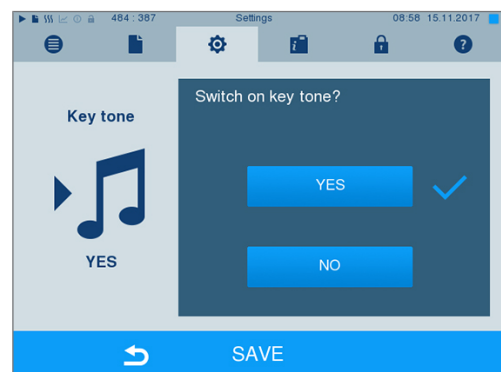 484 : 387 Settings 08:58 15.11.2017
Key tone
YES
Switch on key tone?
YES
NO
SAVE